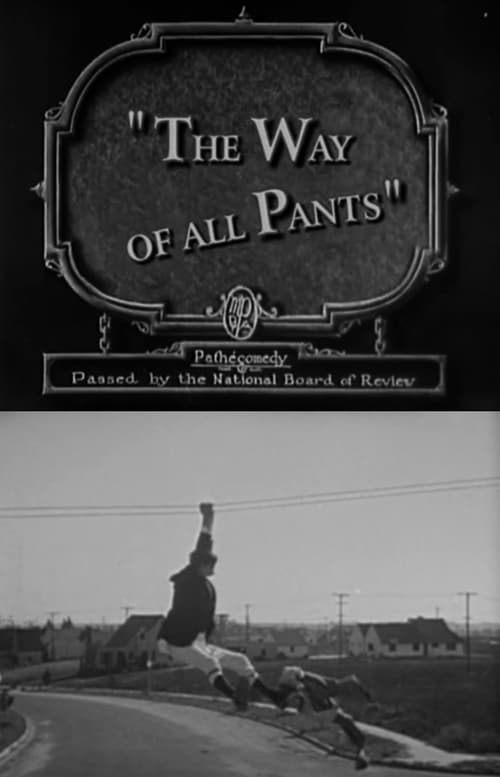 "THE WAY
OF ALL PANTS"
Pathécomedy
Passed by the National Board of Review